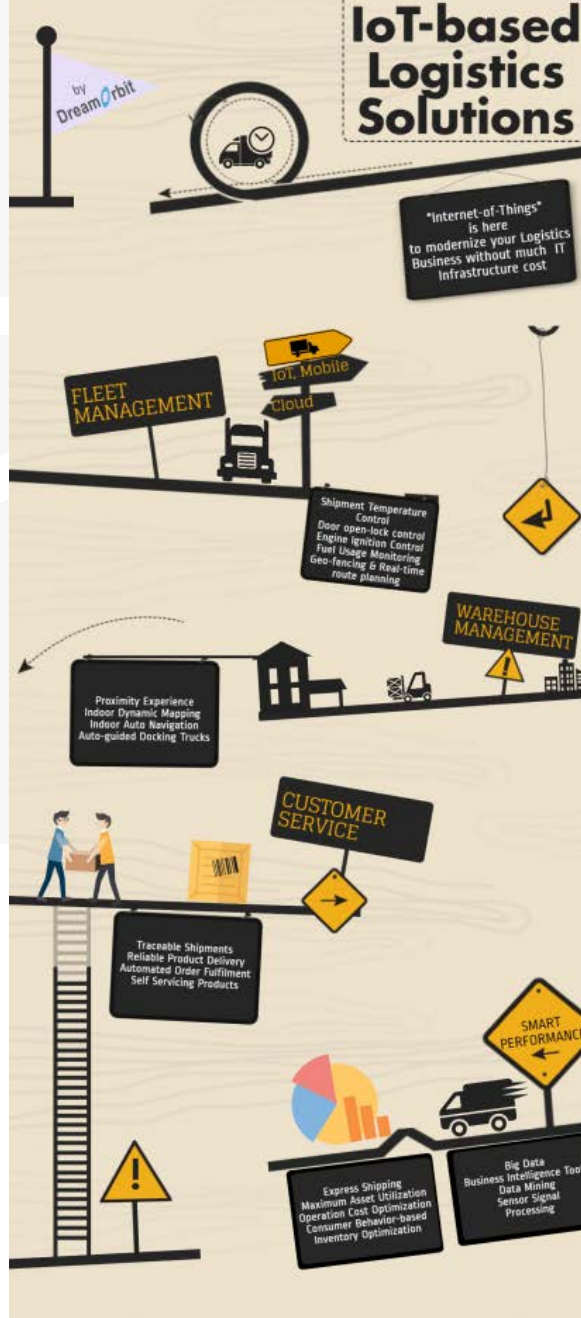 IoT-based
Logistics
Solutions
by
DreamOrbit
"Internet-of-Things"
is here
to modernize your Logistics
Business without much IT
Infrastructure cost
FLEET
MANAGEMENT
IoT, Mobile
Cloud
Shipment Temperature
Control
Door open-lock control
Engine Ignition Control
Fuel Usage Monitoring
Geo-fencing & Real-time
route planning
WAREHOUSE
MANAGEMENT
Proximity Experience
Indoor Dynamic Mapping
Indoor Auto Navigation
Auto-guided Docking Trucks
CUSTOMER
SERVICE
Traceable Shipments
Reliable Product Delivery
Automated Order Fulfilment
Self Servicing Products
SMART
PERFORMANCE
Express Shipping
Maximum Asset Utilization
Operation Cost Optimization
Consumer Behavior-based
Inventory Optimization
Big Data
Business Intelligence Too
Data Mining
Sensor Signal
Processing